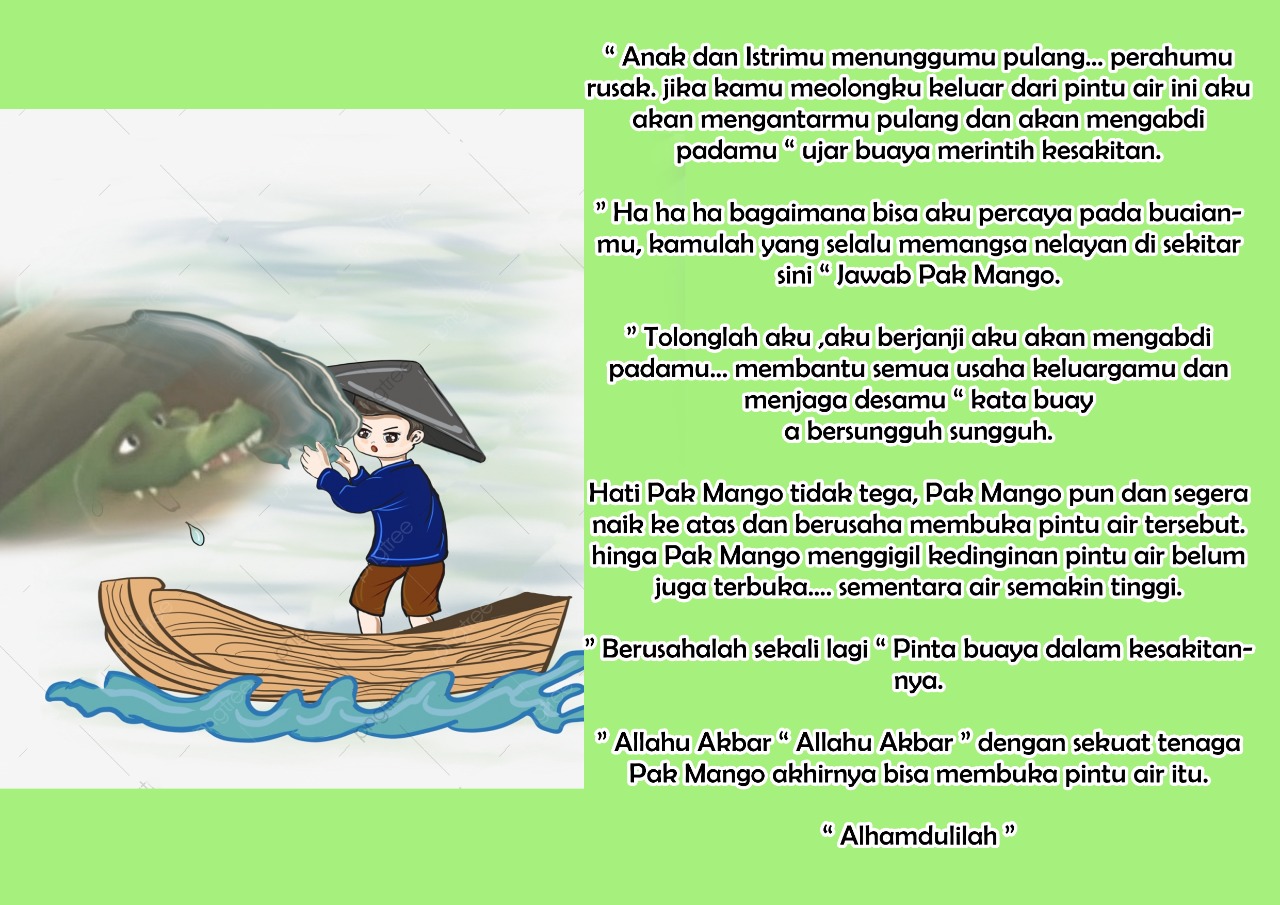 “ Anak dan Istrimu menunggumu pulang... perahumu
rusak. jika kamu meolongku keluar dari pintu air ini aku
akan mengantarmu pulang dan akan mengabdi
padamu “ ujar buaya merintih kesakitan.
” Ha ha ha bagaimana bisa aku percaya pada buaian-
mu, kamulah yang selalu memangsa nelayan di sekitar
sini “ Jawab Pak Mango.
” Tolonglah aku ,aku berjanji aku akan mengabdi
padamu... membantu semua usaha keluargamu dan
menjaga desamu “ kata buay
a bersungguh sungguh.
Hati Pak Mango tidak tega, Pak Mango pun dan segera
naik ke atas dan berusaha membuka pintu air tersebut.
hinga Pak Mango menggigil kedinginan pintu air belum
juga terbuka.... sementara air semakin tinggi.
” Berusahalah sekali lagi “ Pinta buaya dalam kesakitan-
nya.
” Allahu Akbar “ Allahu Akbar ” dengan sekuat tenaga
Pak Mango akhirnya bisa membuka pintu air itu.
“ Alhamdulilah ”